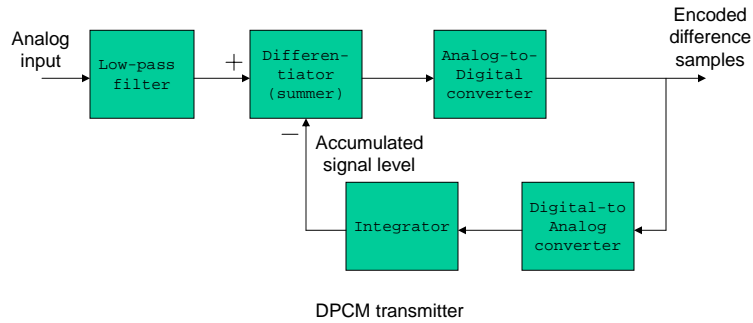 Analog
input
Low-pass
filter
+
Differen-
tiator
(summer)
Analog-to-
Digital
converter
Encoded
difference
samples
−
Accumulated
signal level
Integrator
Digital-to
Analog
converter
DPCM transmitter